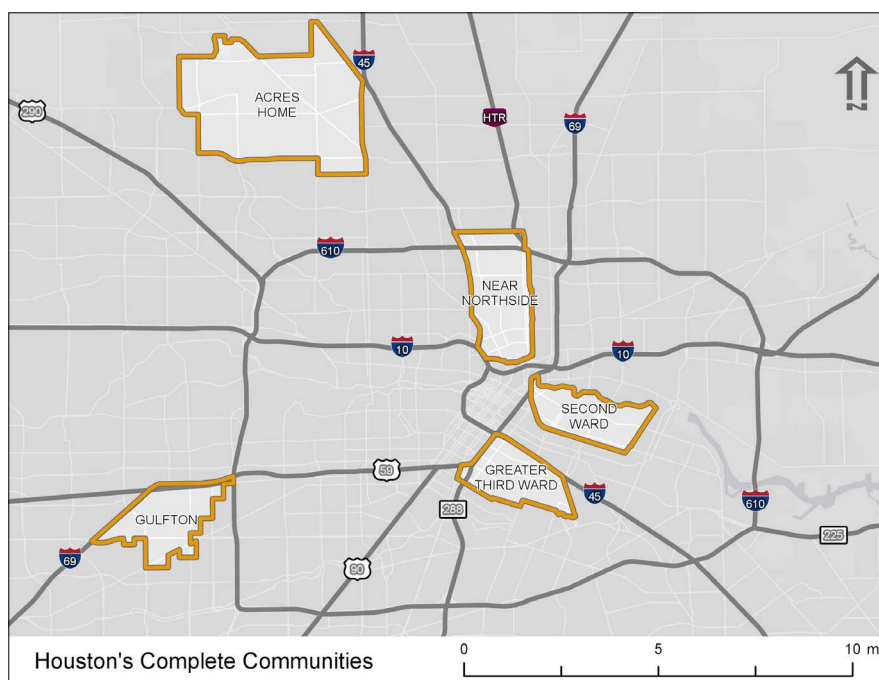 45
ACRES
HOME
290
HTR
69
610
NEAR
NORTHSIDE
10
10
SECOND
WARD
59
GREATER
THIRD WARD
45
610
288
GULFTON
225
69
90
N
Houston's Complete Communities
0 5 10 m